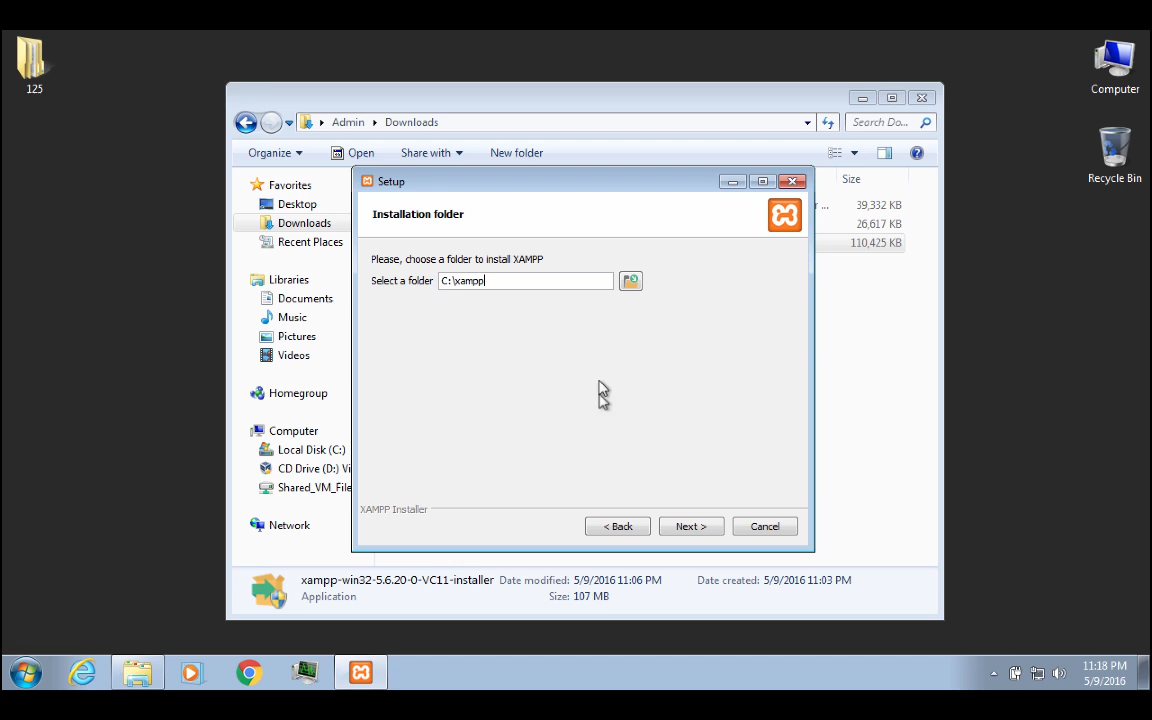 125
Computer
Recycle Bin
Admin
Downloads
Search Do...
Organize
Open
Share with
New folder
Favorites
Desktop
Downloads
Recent Places
Libraries
Documents
Music
Pictures
Videos
Homegroup
Computer
Local Disk (C:)
CD Drive (D:) Vi
Shared_VM_File
Network
Size
39,332 KB
26,617 KB
110,425 KB
Setup
Installation folder
Please, choose a folder to install XAMPP
Select a folder C:\xampp
XAMPP Installer
< Back Next > Cancel
xampp-win32-5.6.20-0-VC11-installer Date modified: 5/9/2016 11:06 PM Date created: 5/9/2016 11:03 PM
Application Size: 107 MB
11:18 PM
5/9/2016